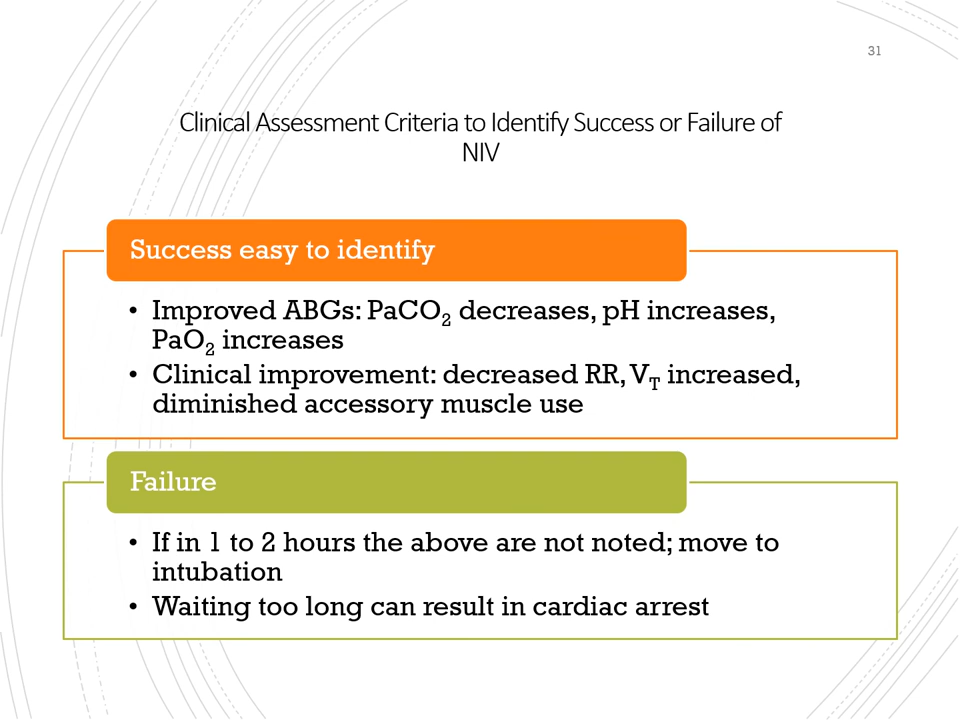 31
Clinical Assessment Criteria to Identify Success or Failure of
NIV
Success easy to identify
• Improved ABGs: PaCO₂ decreases, pH increases,
PaO₂ increases
• Clinical improvement: decreased RR, V_T increased,
diminished accessory muscle use
Failure
• If in 1 to 2 hours the above are not noted; move to
intubation
• Waiting too long can result in cardiac arrest